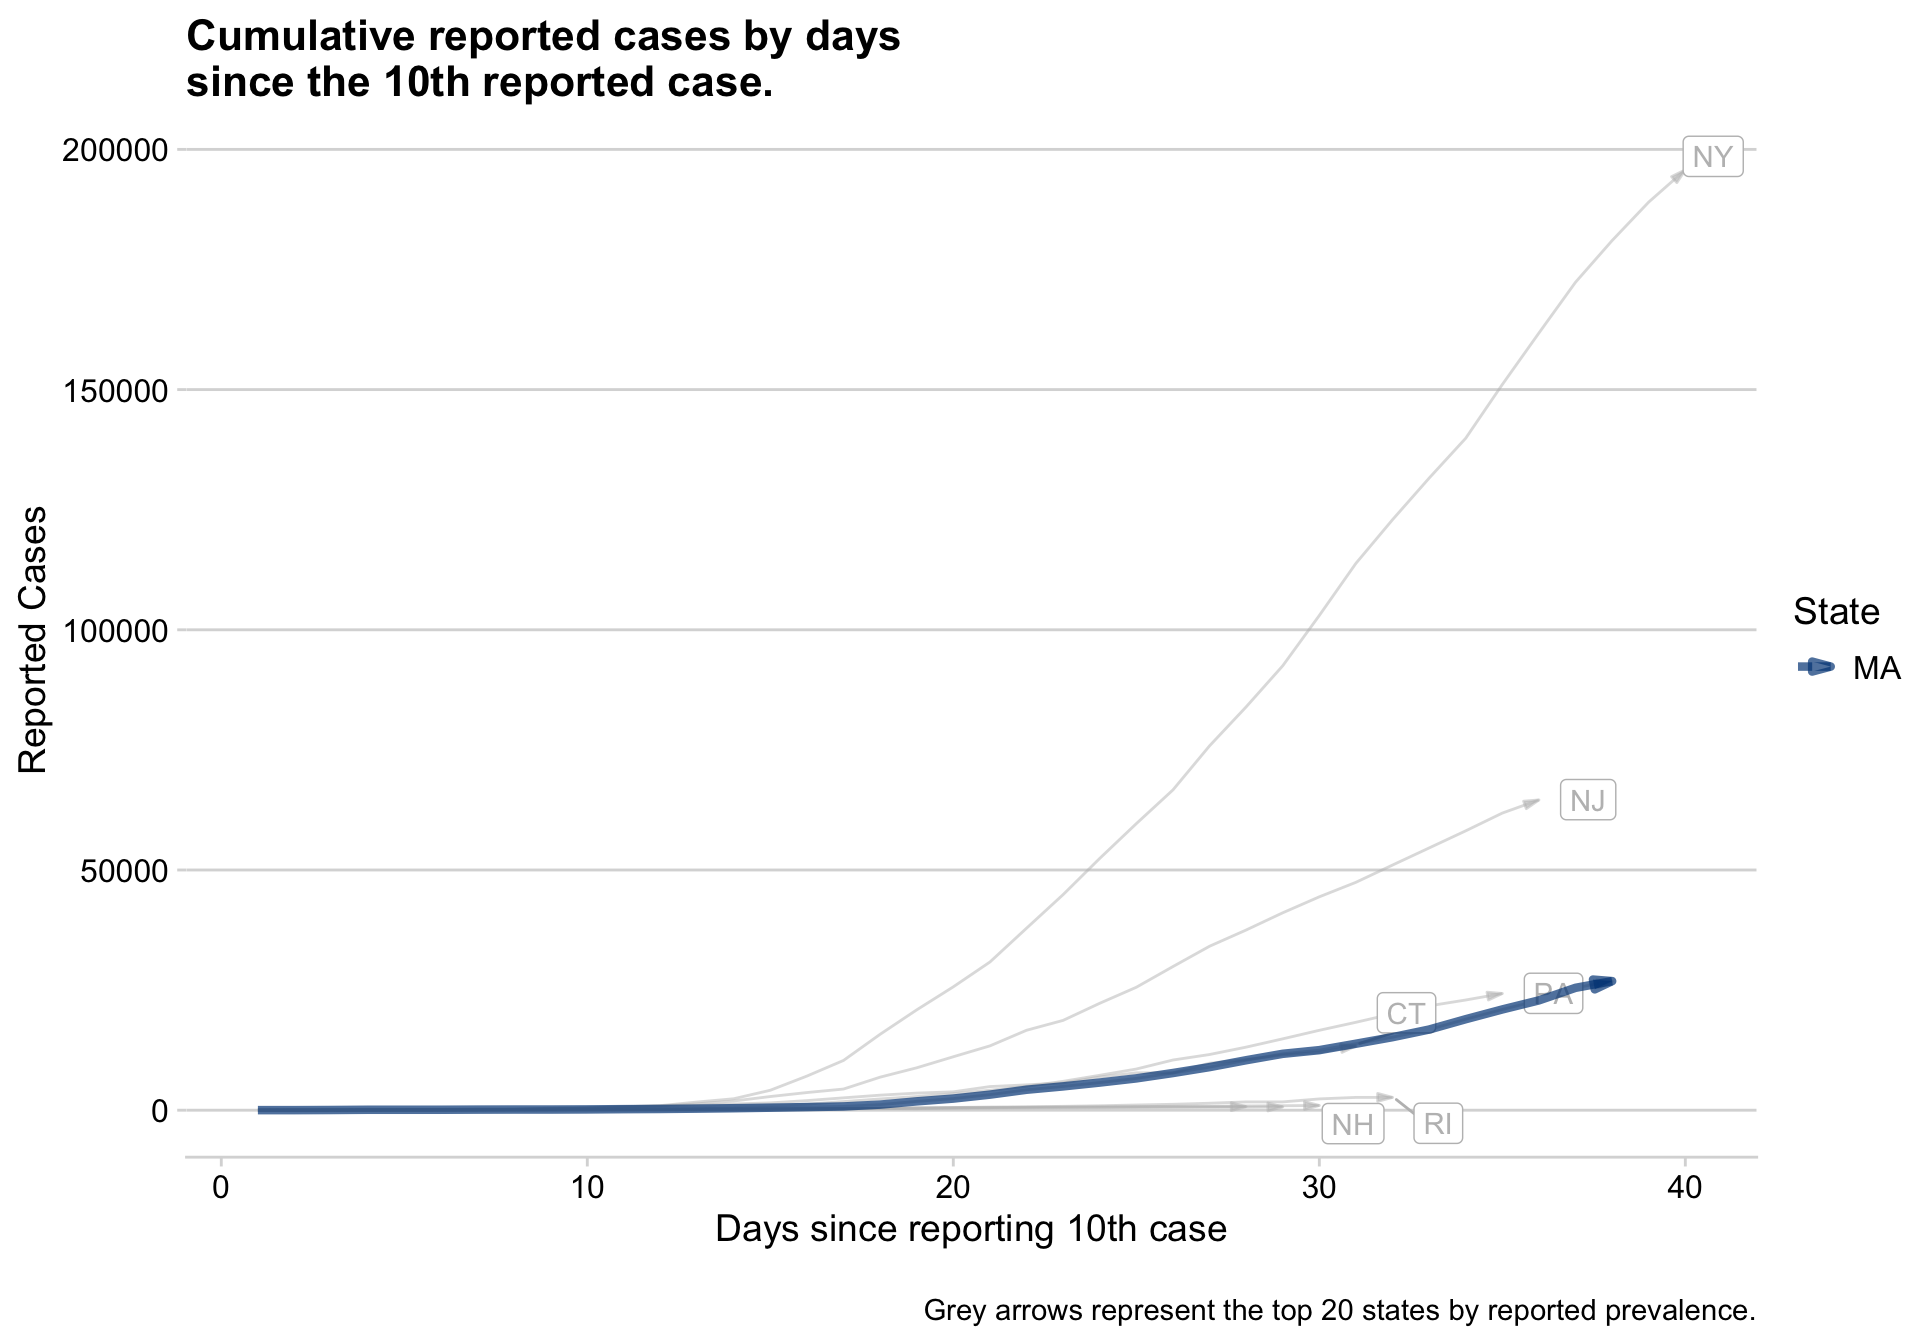 Cumulative reported cases by days
since the 10th reported case.
200000
150000
100000
50000
0
Reported Cases
NY
NJ
PA
CT
NH
RI
State
MA
0
10
20
30
40
Days since reporting 10th case
Grey arrows represent the top 20 states by reported prevalence.